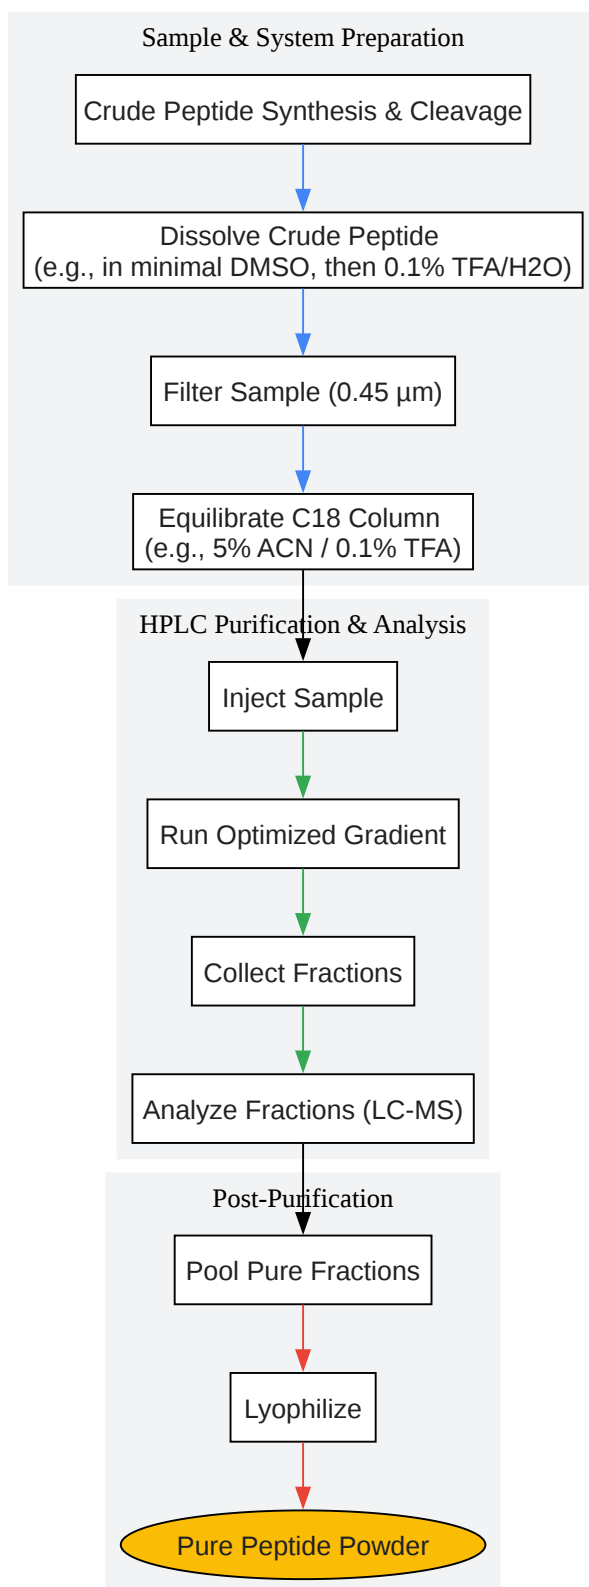 Sample & System Preparation
Crude Peptide Synthesis & Cleavage
Dissolve Crude Peptide
(e.g., in minimal DMSO, then 0.1% TFA/H2O)
Filter Sample (0.45 µm)
Equilibrate C18 Column
(e.g., 5% ACN / 0.1% TFA)
HPLC Purification & Analysis
Inject Sample
Run Optimized Gradient
Collect Fractions
Analyze Fractions (LC-MS)
Post-Purification
Pool Pure Fractions
Lyophilize
Pure Peptide Powder